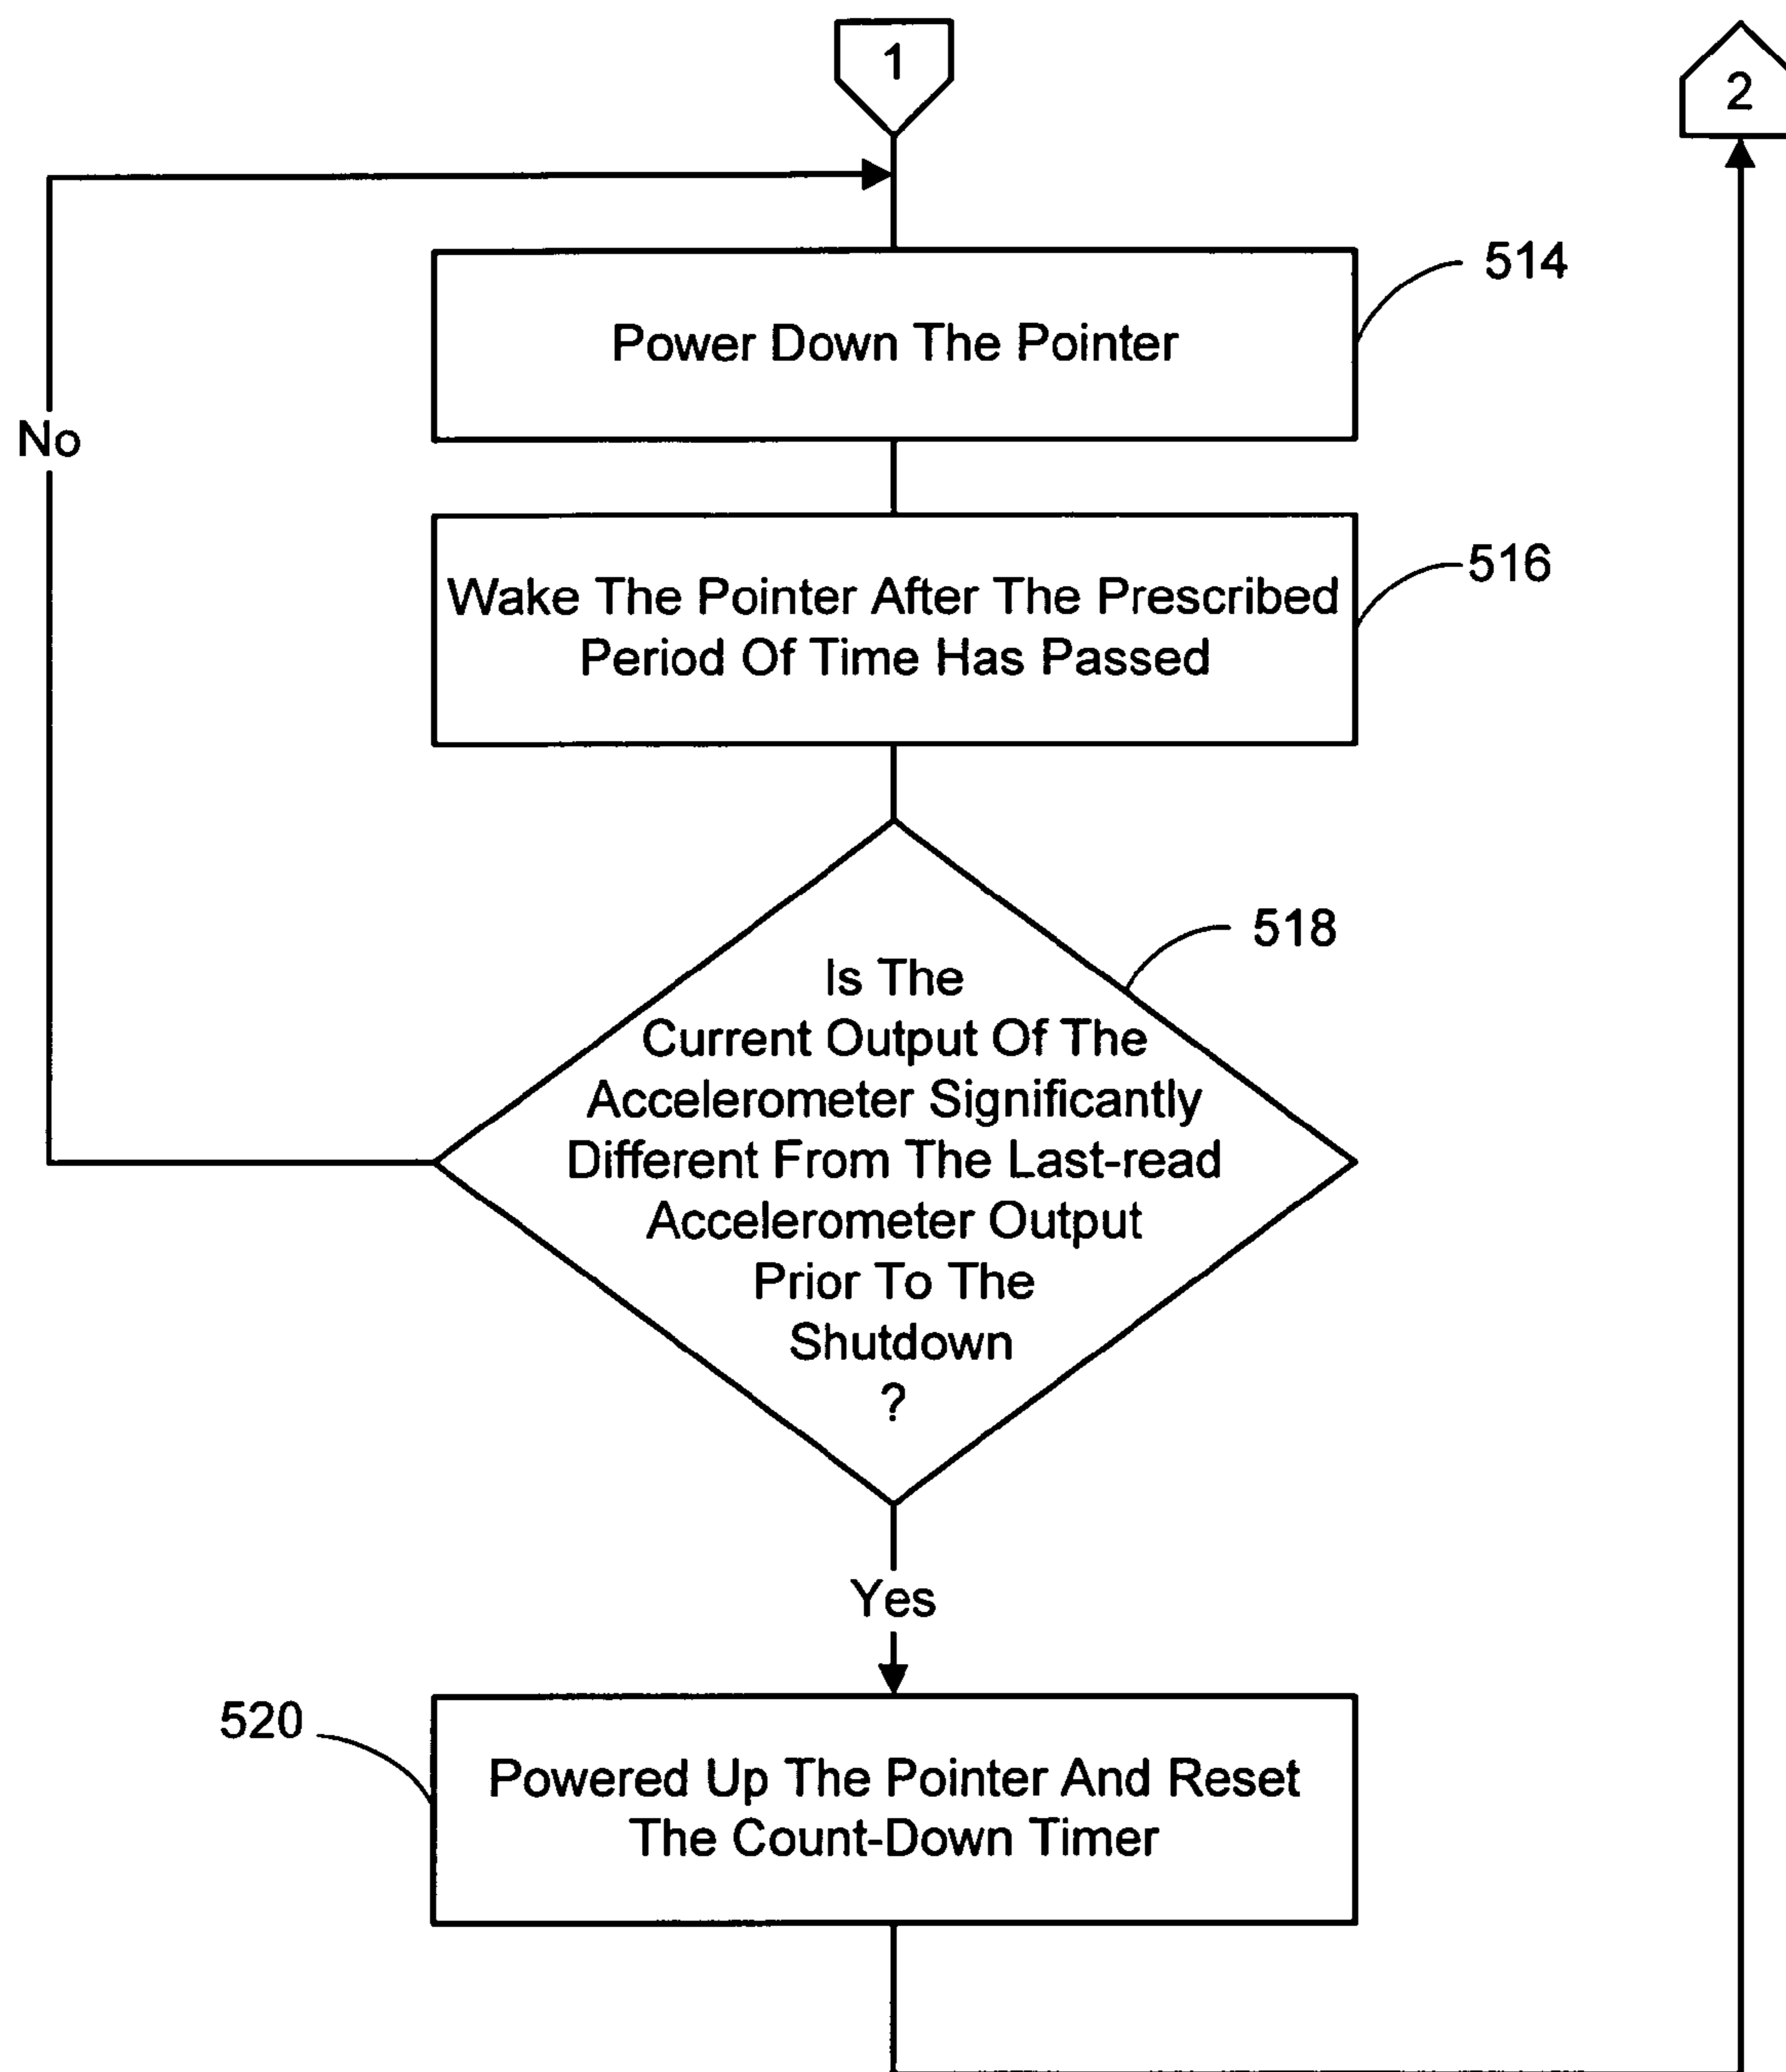 1
2
514
Power Down The Pointer
No
516
Wake The Pointer After The Prescribed
Period Of Time Has Passed
518
Is The
Current Output Of The
Accelerometer Significantly
Different From The Last-read
Accelerometer Output
Prior To The
Shutdown
?
Yes
520
Powered Up The Pointer And Reset
The Count-Down Timer